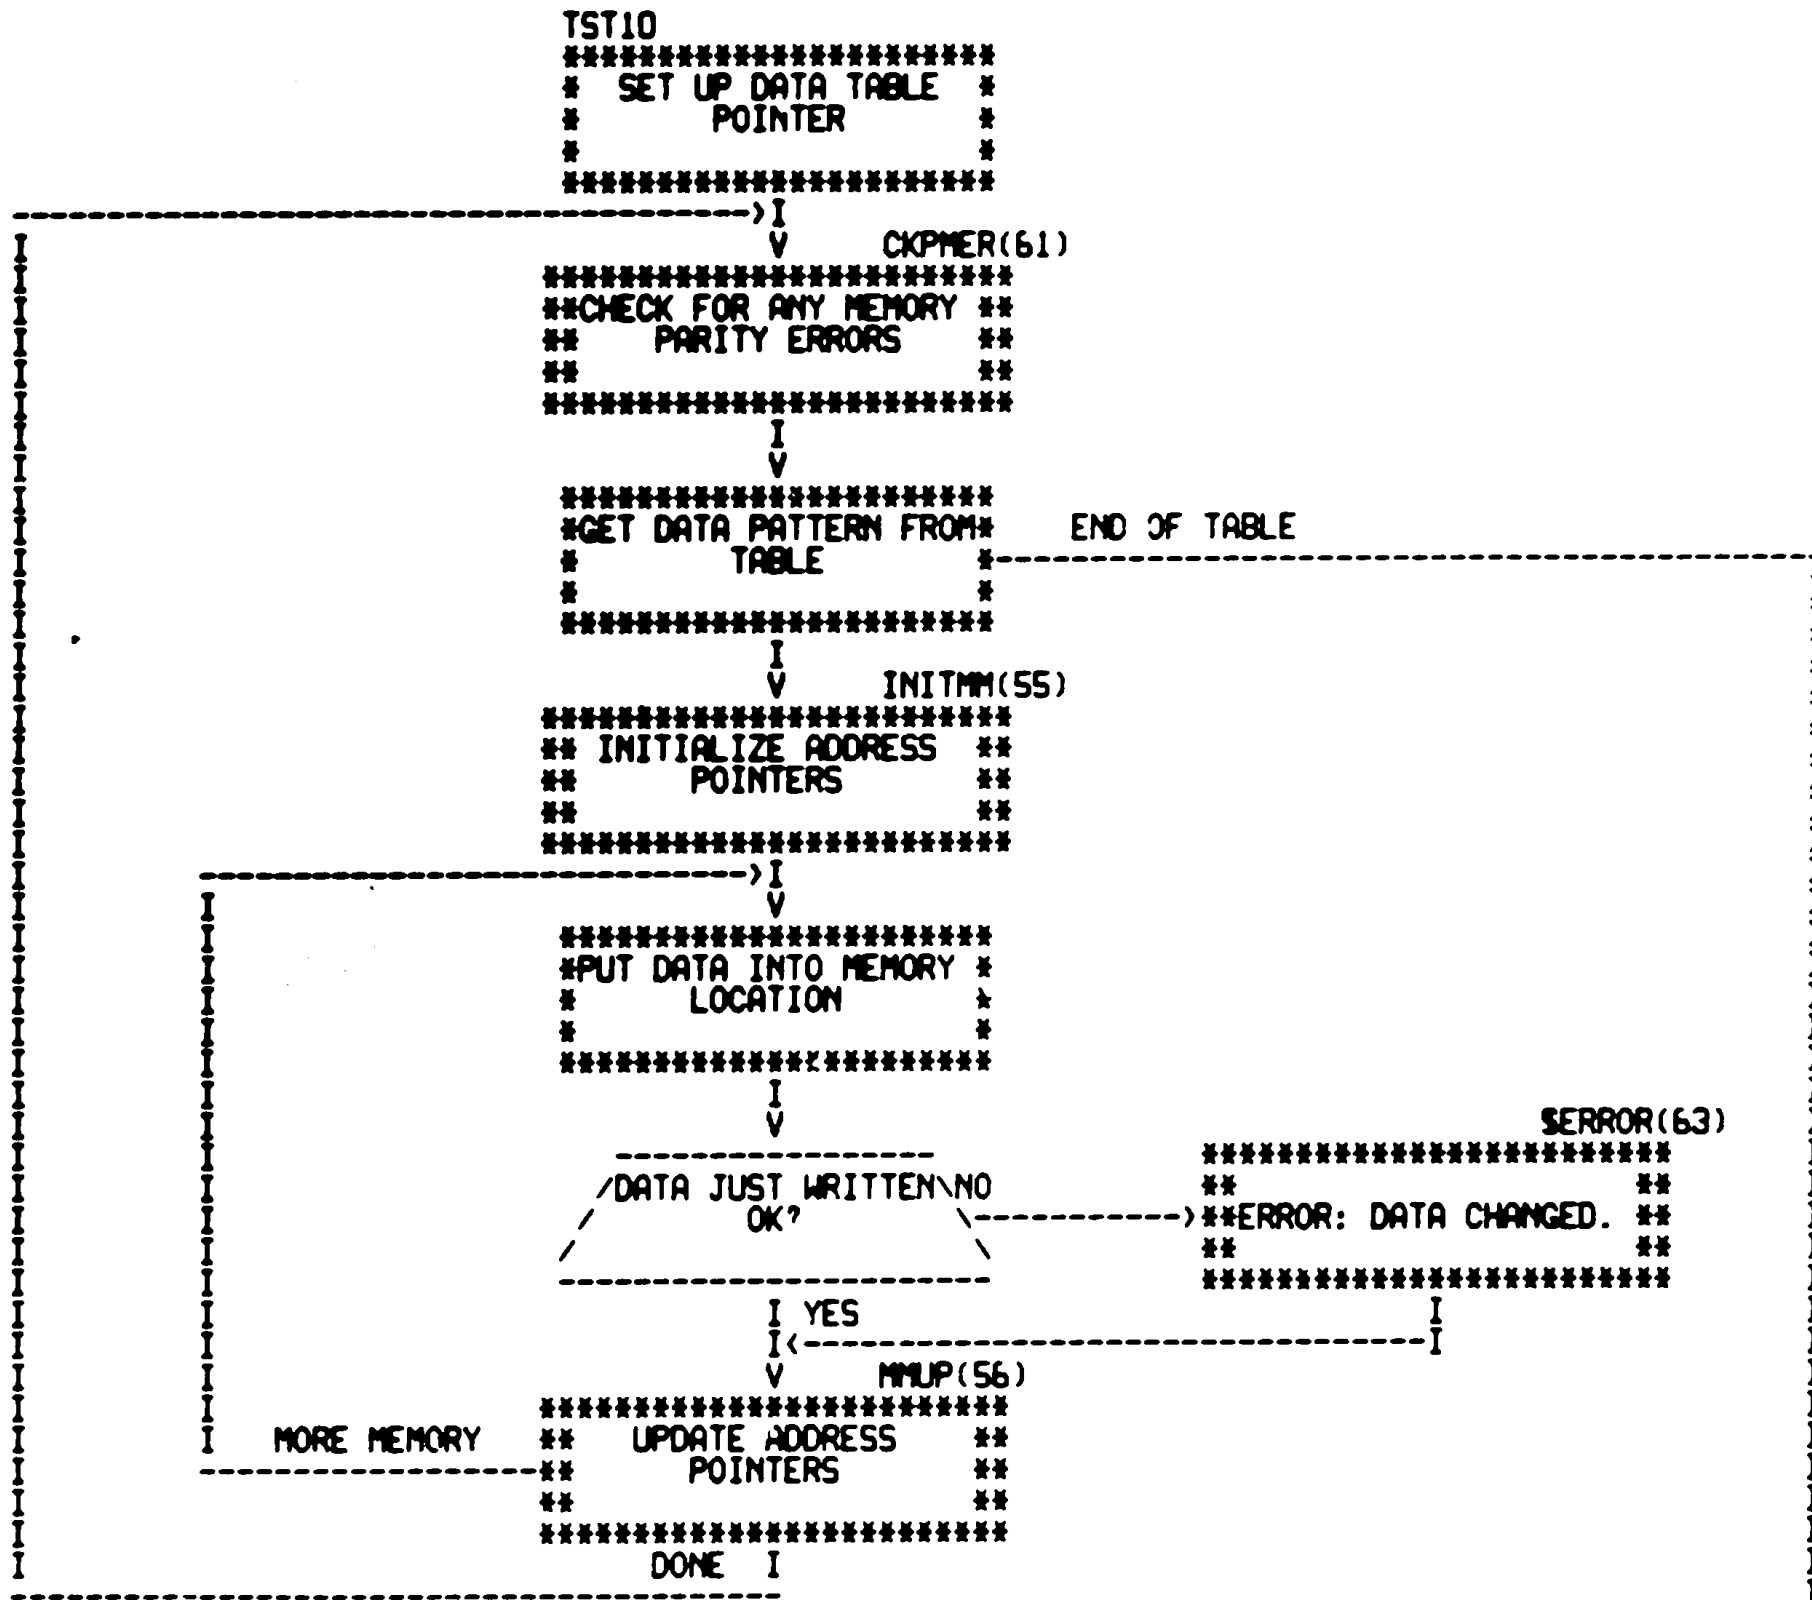 TST10
SET UP DATA TABLE
POINTER
CKPMER(61)
CHECK FOR ANY MEMORY
PARITY ERRORS
GET DATA PATTERN FROM
END OF TABLE
TABLE
INITMM(55)
INITIALIZE ADDRESS
POINTERS
PUT DATA INTO MEMORY
LOCATION
$ERROR(63)
DATA JUST WRITTEN NO
OK?
ERROR: DATA CHANGED.
YES
MMUP(56)
MORE MEMORY
UPDATE ADDRESS
POINTERS
DONE